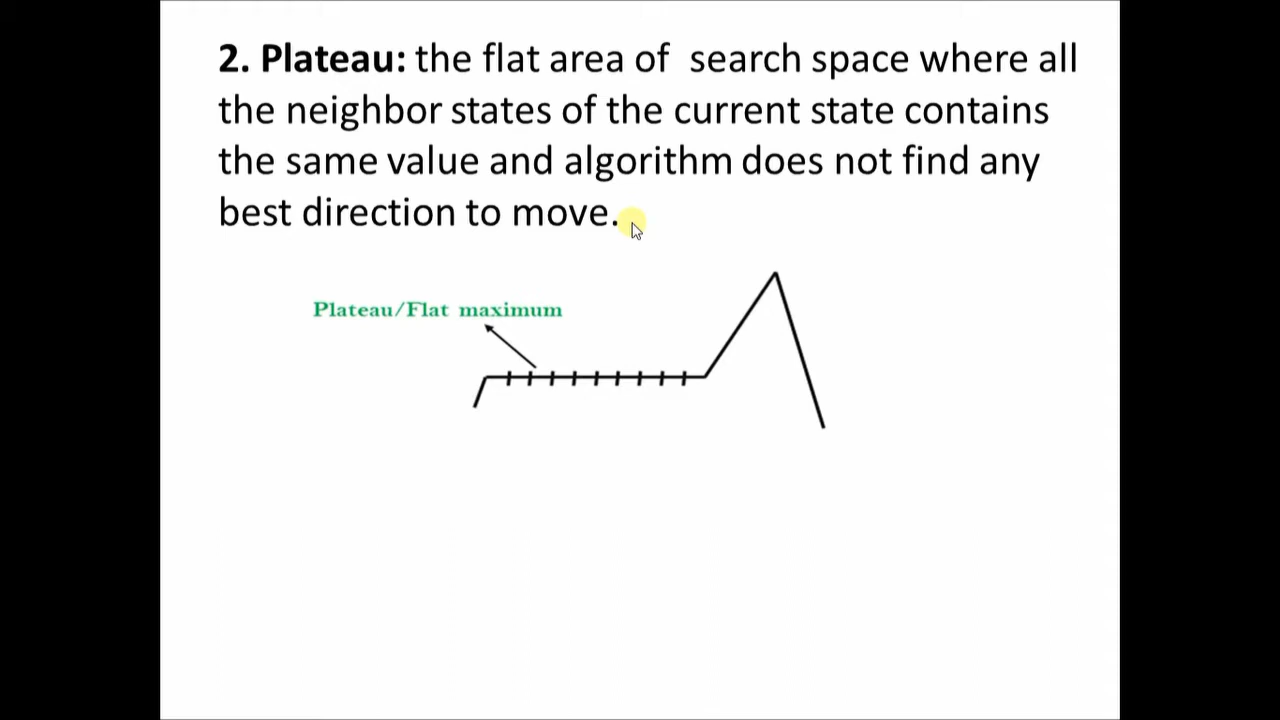 2. Plateau: the flat area of  search space where all
the neighbor states of the current state contains
the same value and algorithm does not find any
best direction to move.
Plateau/Flat maximum